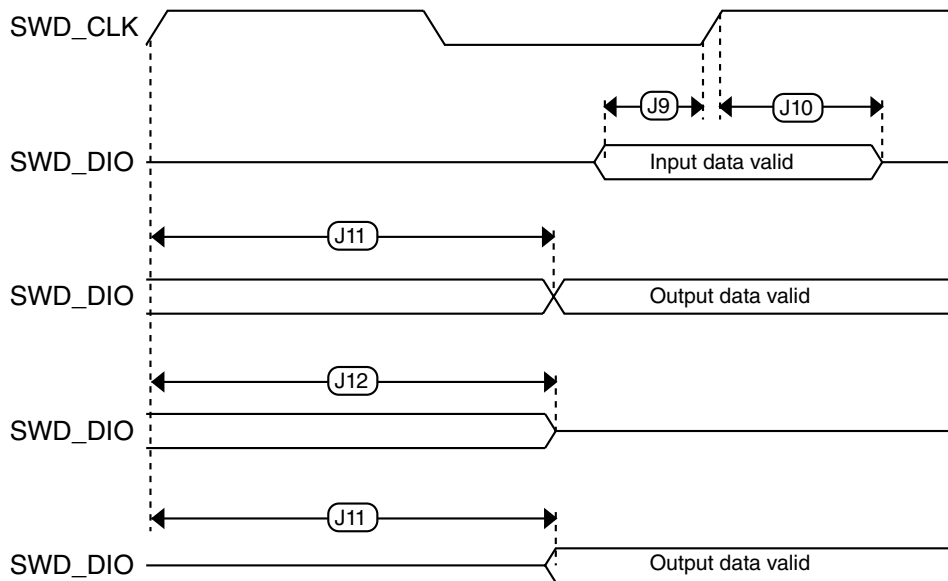 SWD_CLK
J9
J10
SWD_DIO
Input data valid
J11
SWD_DIO
Output data valid
J12
SWD_DIO
J11
SWD_DIO
Output data valid